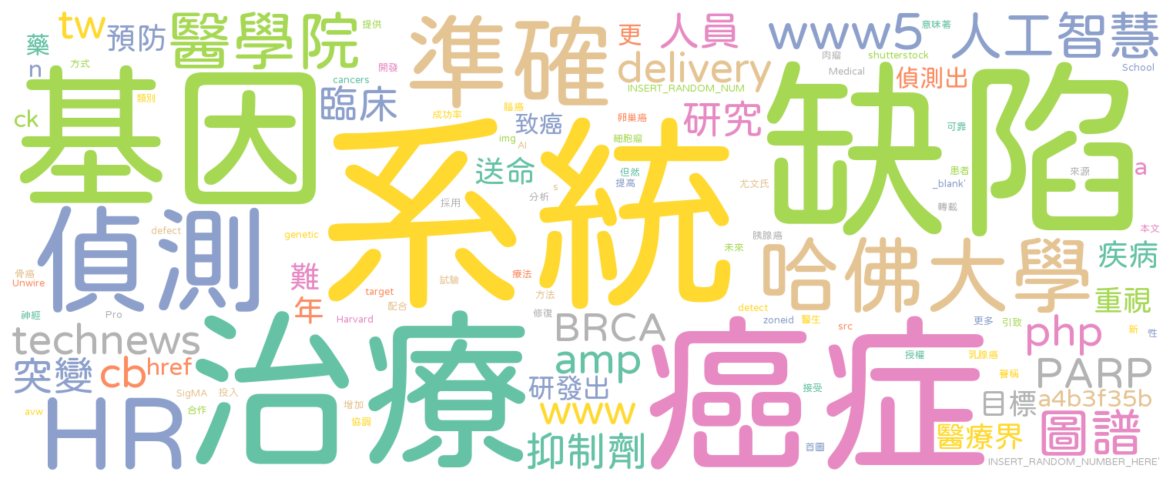 tw 預防 醫學院 提供 準確 更 人員 www5 意味著 人工智慧
藥 n 方式 類別 開發 cancers delivery 肉瘤 Medical shutterstock 偵測出 School
基因 ck 臨床 腦癌 成功率 致癌 img AI 卵巢癌 細胞瘤 INSERT_RANDOM_NUM 研究 缺陷 可靠
系統 送命 但然 提高 採用 分析 s 尤文氏 患者 _blank` 來源 轉載 a
偵測 defect genetic 胰腺癌 未來 哈佛大學 本文 疾病
骨癌 Unwire 難 年 target 試驗 療法 配合 方法 修復 detect zoneid 醫生 src 更多 引致 新 性 重視
神經 Pro technews 治療 Harvard BRCA 癌症 授權 乳腺癌 聲稱 php
突變 cb href SigMA 投入 amp 研發出 接受 PARP
avw HR 合作 增加 協調 www 抑制劑 西圖 目標 a4b3f35b 醫療界 圖譜
INSERT_RANDOM_NUMBER_HERE`